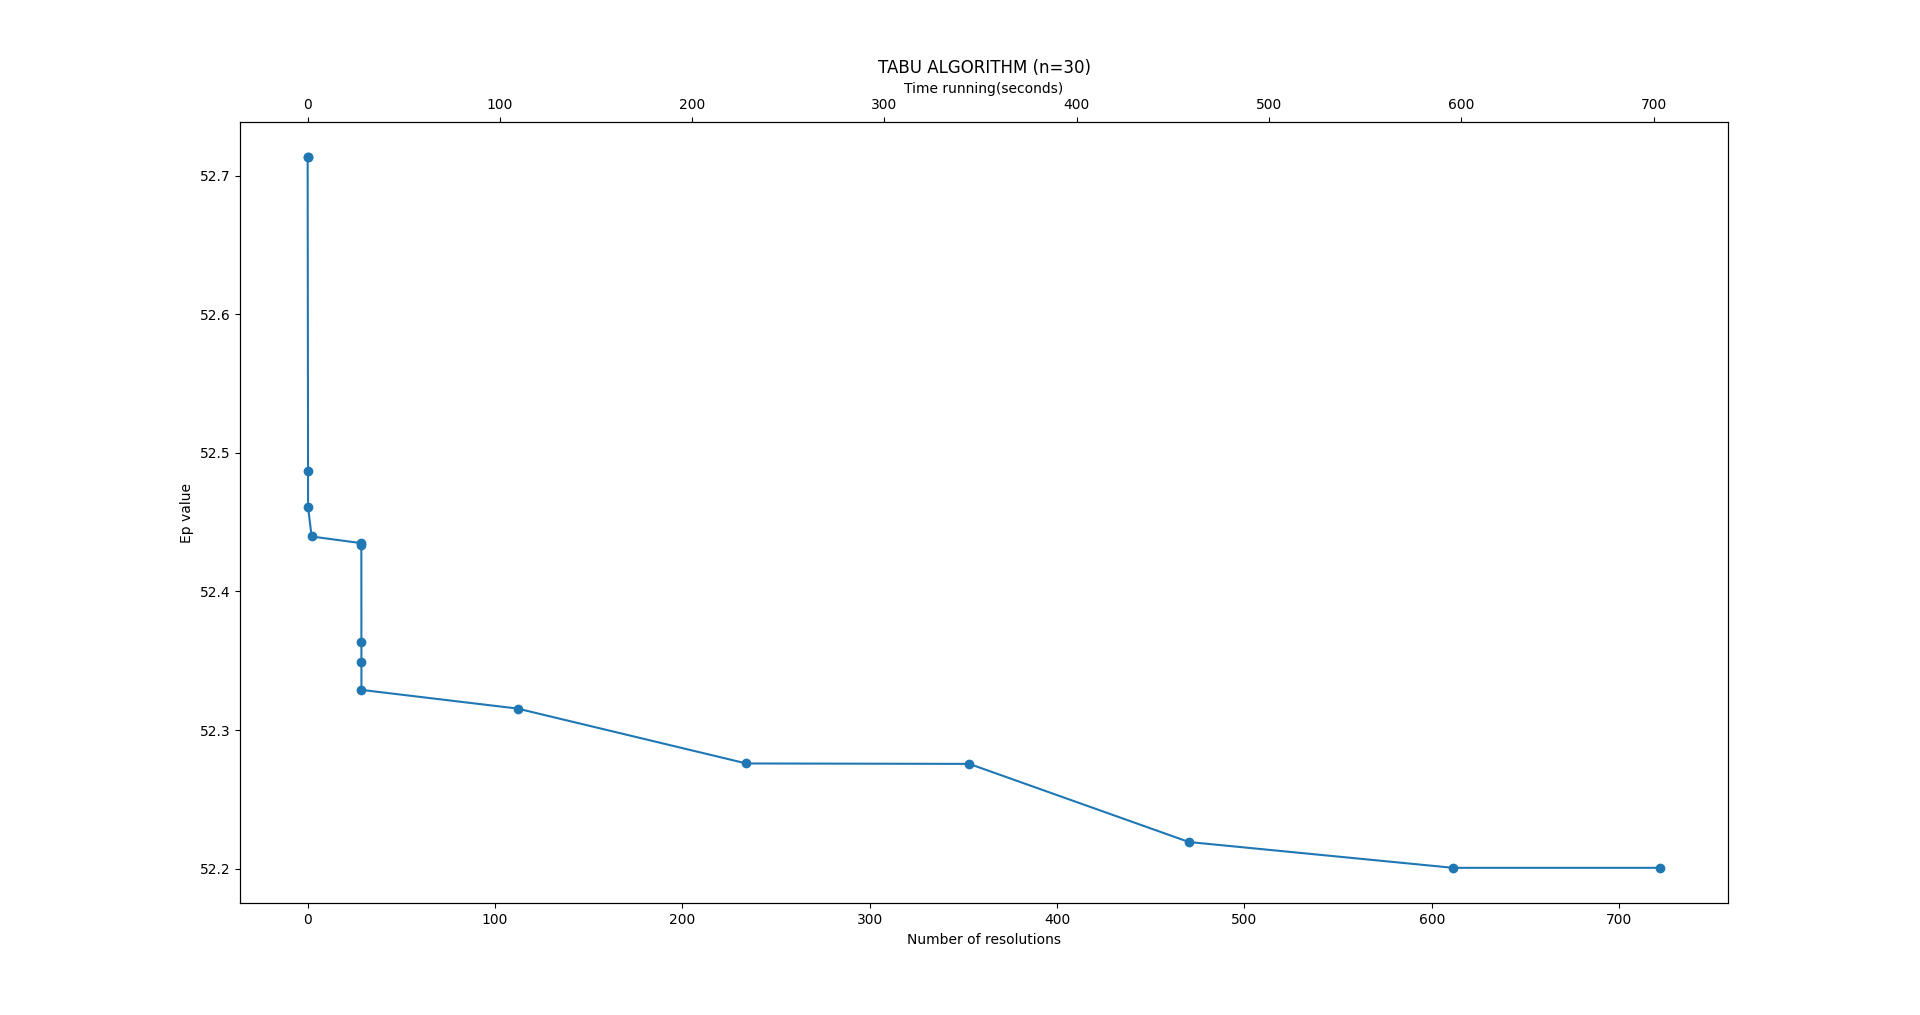 TABU ALGORITHM (n=30)
Time running(seconds)
0 100 200 300 400 500 600 700
52.7
52.6
52.5
52.4
52.3
52.2
Ep value
0 100 200 300 400 500 600 700
Number of resolutions